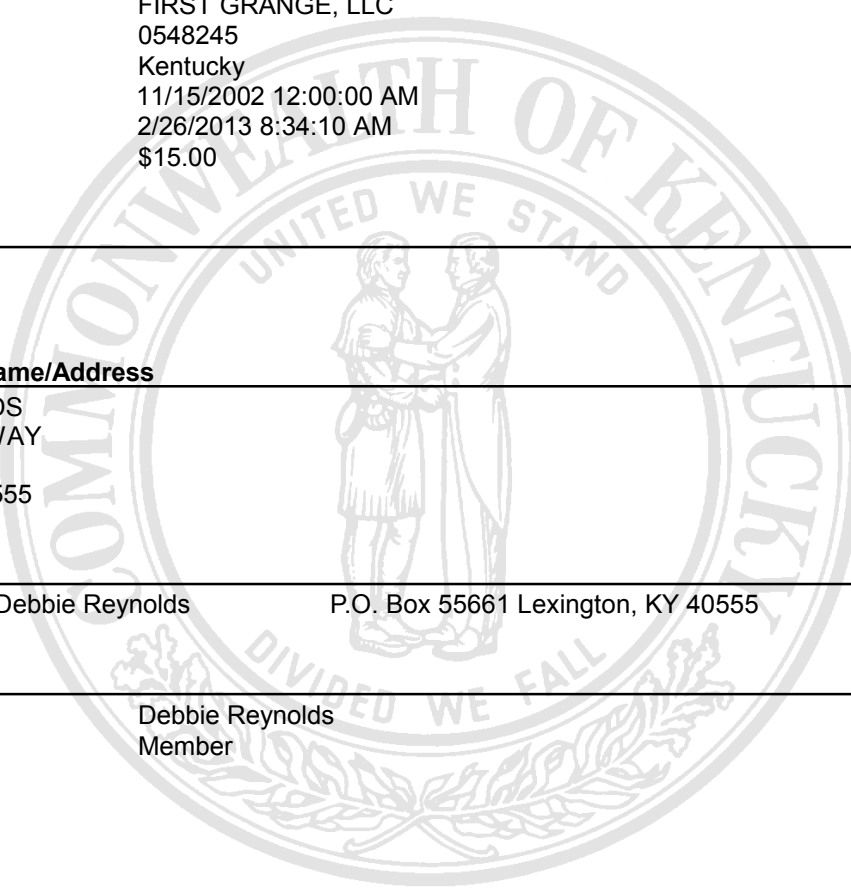 FIRST GRANGE, LLC
0548245
Kentucky
11/15/2002 12:00:00 AM
2/26/2013 8:34:10 AM
$15.00
COMMONWEALTH OF KENTUCKY
UNITED WE STAND
ame/Address
DS
WAY
555
Debbie Reynolds P.O. Box 55661 Lexington, KY 40555
DIVIDED WE FALL
Debbie Reynolds
Member